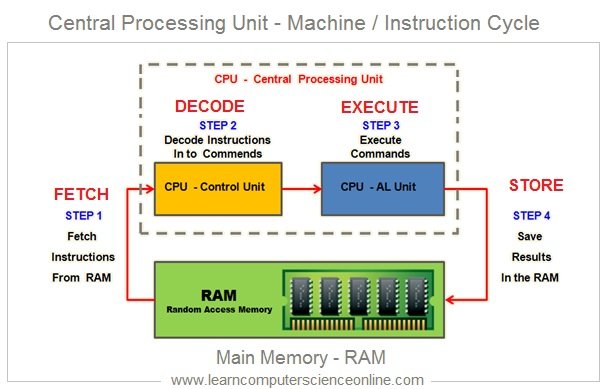 Central Processing Unit - Machine / Instruction Cycle
CPU - Central Processing Unit
DECODE
STEP 2
Decode Instructions
In to Commends
EXECUTE
STEP 3
Execute
Commands
CPU - Control Unit
CPU - AL Unit
FETCH
STEP 1
Fetch
Instructions
From RAM
STORE
STEP 4
Save
Results
In the RAM
RAM
Random Access Memory
Main Memory - RAM
www.learncomputerscienceonline.com